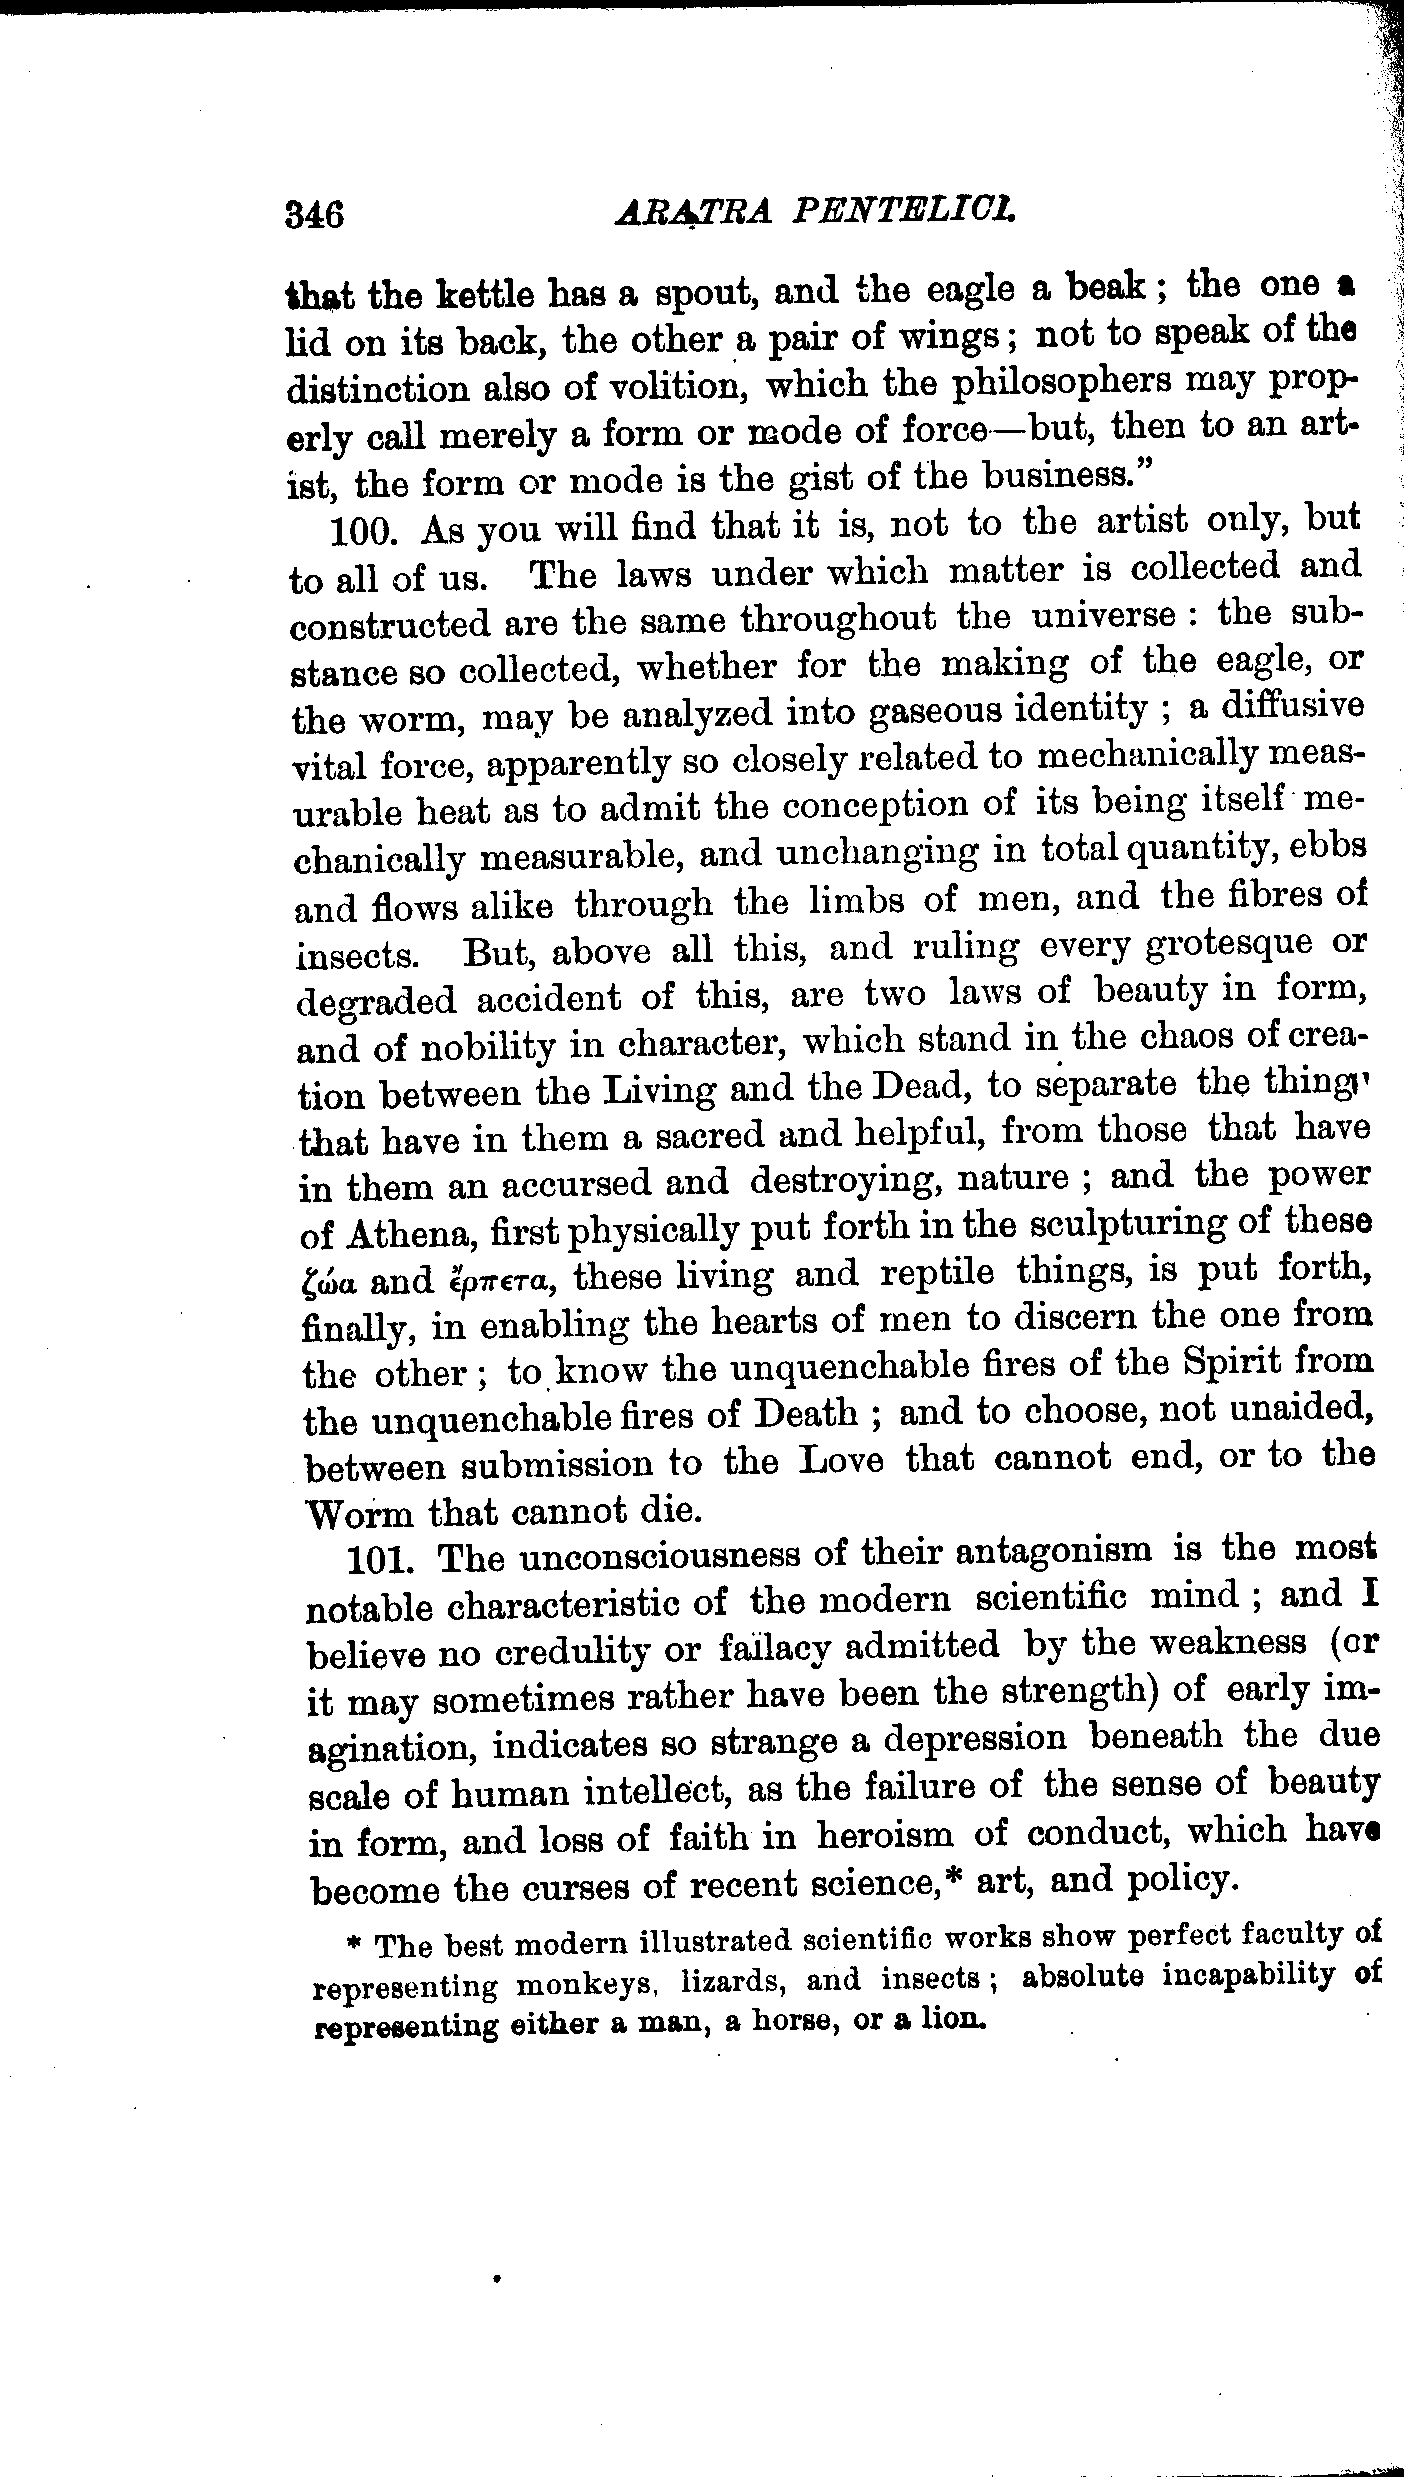 346 ARATRA PENTELICI.
that the kettle has a spout, and the eagle a beak ; the one a
lid on its back, the other a pair of wings ; not to speak of the
distinction also of volition, which the philosophers may prop-
erly call merely a form or mode of force—but, then to an art-
ist, the form or mode is the gist of the business.”
100. As you will find that it is, not to the artist only, but
to all of us. The laws under which matter is collected and
constructed are the same throughout the universe : the sub-
stance so collected, whether for the making of the eagle, or
the worm, may be analyzed into gaseous identity ; a diffusive
vital force, apparently so closely related to mechanically meas-
urable heat as to admit the conception of its being itself me-
chanically measurable, and unchanging in total quantity, ebbs
and flows alike through the limbs of men, and the fibres of
insects. But, above all this, and ruling every grotesque or
degraded accident of this, are two laws of beauty in form,
and of nobility in character, which stand in the chaos of crea-
tion between the Living and the Dead, to separate the things
that have in them a sacred and helpful, from those that have
in them an accursed and destroying, nature ; and the power
of Athena, first physically put forth in the sculpturing of these
ζώα and ἕρπετα, these living and reptile things, is put forth,
finally, in enabling the hearts of men to discern the one from
the other ; to know the unquenchable fires of the Spirit from
the unquenchable fires of Death ; and to choose, not unaided,
between submission to the Love that cannot end, or to the
Worm that cannot die.
101. The unconsciousness of their antagonism is the most
notable characteristic of the modern scientific mind ; and I
believe no credulity or fallacy admitted by the weakness (or
it may sometimes rather have been the strength) of early im-
agination, indicates so strange a depression beneath the due
scale of human intellect, as the failure of the sense of beauty
in form, and loss of faith in heroism of conduct, which have
become the curses of recent science,* art, and policy.
* The best modern illustrated scientific works show perfect faculty of
representing monkeys, lizards, and insects ; absolute incapability of
representing either a man, a horse, or a lion.